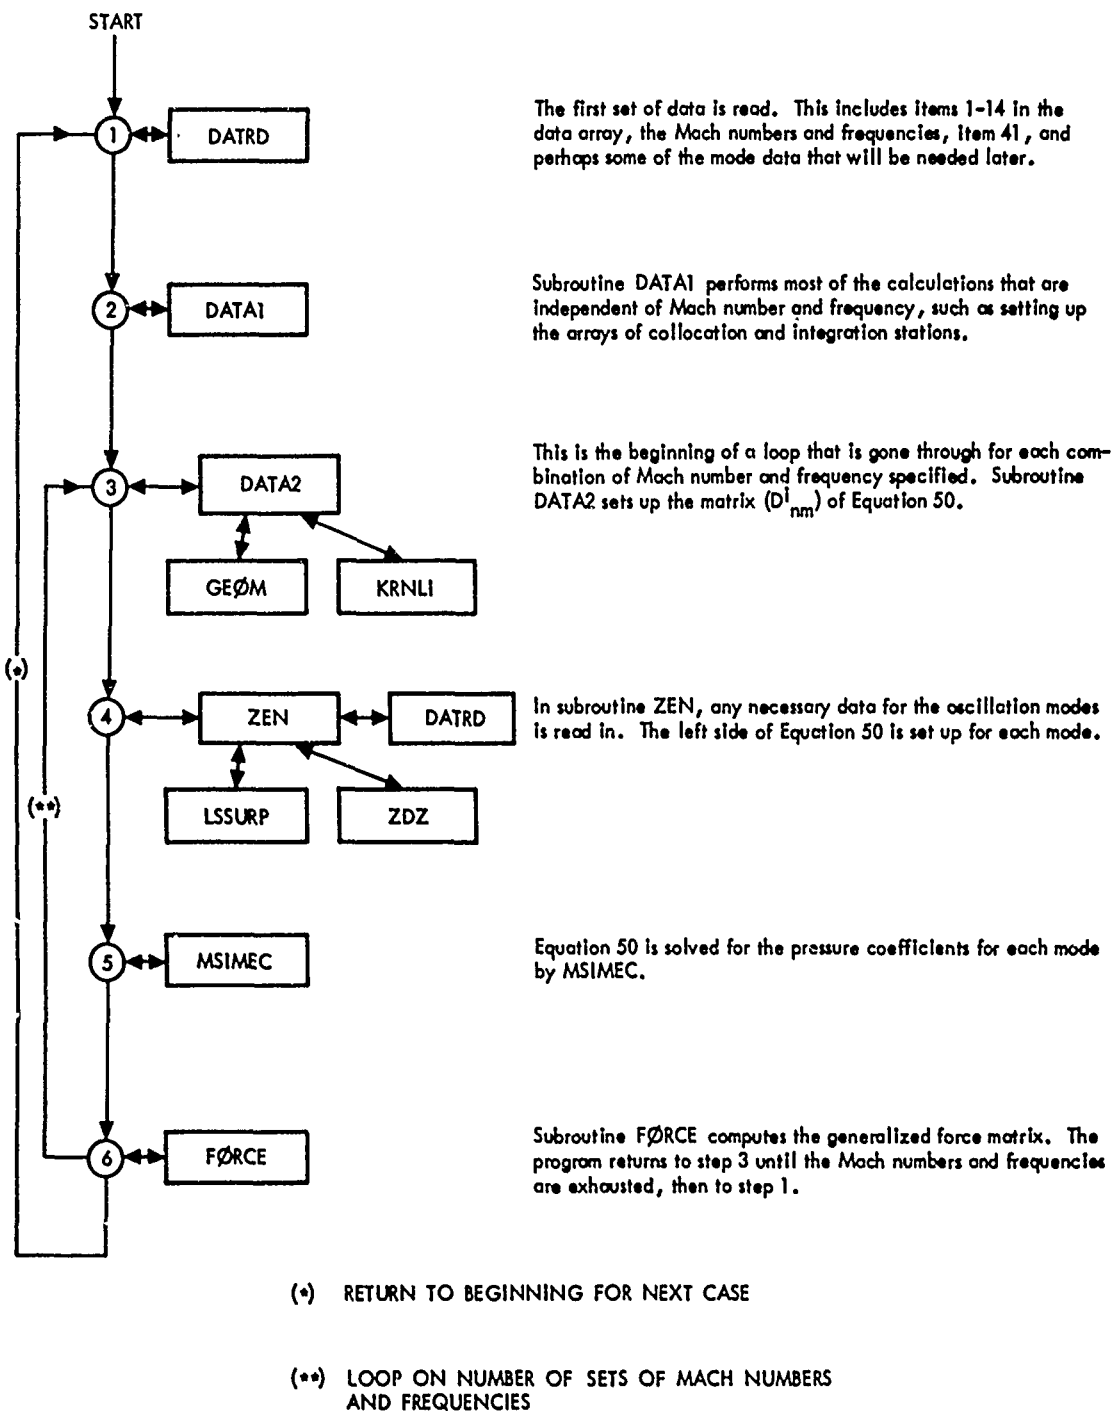 START
1
DATRD
The first set of data is read. This includes items 1-14 in the
data array, the Mach numbers and frequencies, item 41, and
perhaps some of the mode data that will be needed later.
2
DATA1
Subroutine DATA1 performs most of the calculations that are
independent of Mach number and frequency, such as setting up
the arrays of collocation and integration stations.
3
DATA2
This is the beginning of a loop that is gone through for each com-
bination of Mach number and frequency specified. Subroutine
DATA2 sets up the matrix (D^i_nm) of Equation 50.
GEØM
KRNL1
(*)
4
ZEN
DATRD
In subroutine ZEN, any necessary data for the oscillation modes
is read in. The left side of Equation 50 is set up for each mode.
(**)
LSSURP
ZDZ
5
MSIMEC
Equation 50 is solved for the pressure coefficients for each mode
by MSIMEC.
6
FØRCE
Subroutine FØRCE computes the generalized force matrix. The
program returns to step 3 until the Mach numbers and frequencies
are exhausted, then to step 1.
(*) RETURN TO BEGINNING FOR NEXT CASE
(**) LOOP ON NUMBER OF SETS OF MACH NUMBERS
AND FREQUENCIES